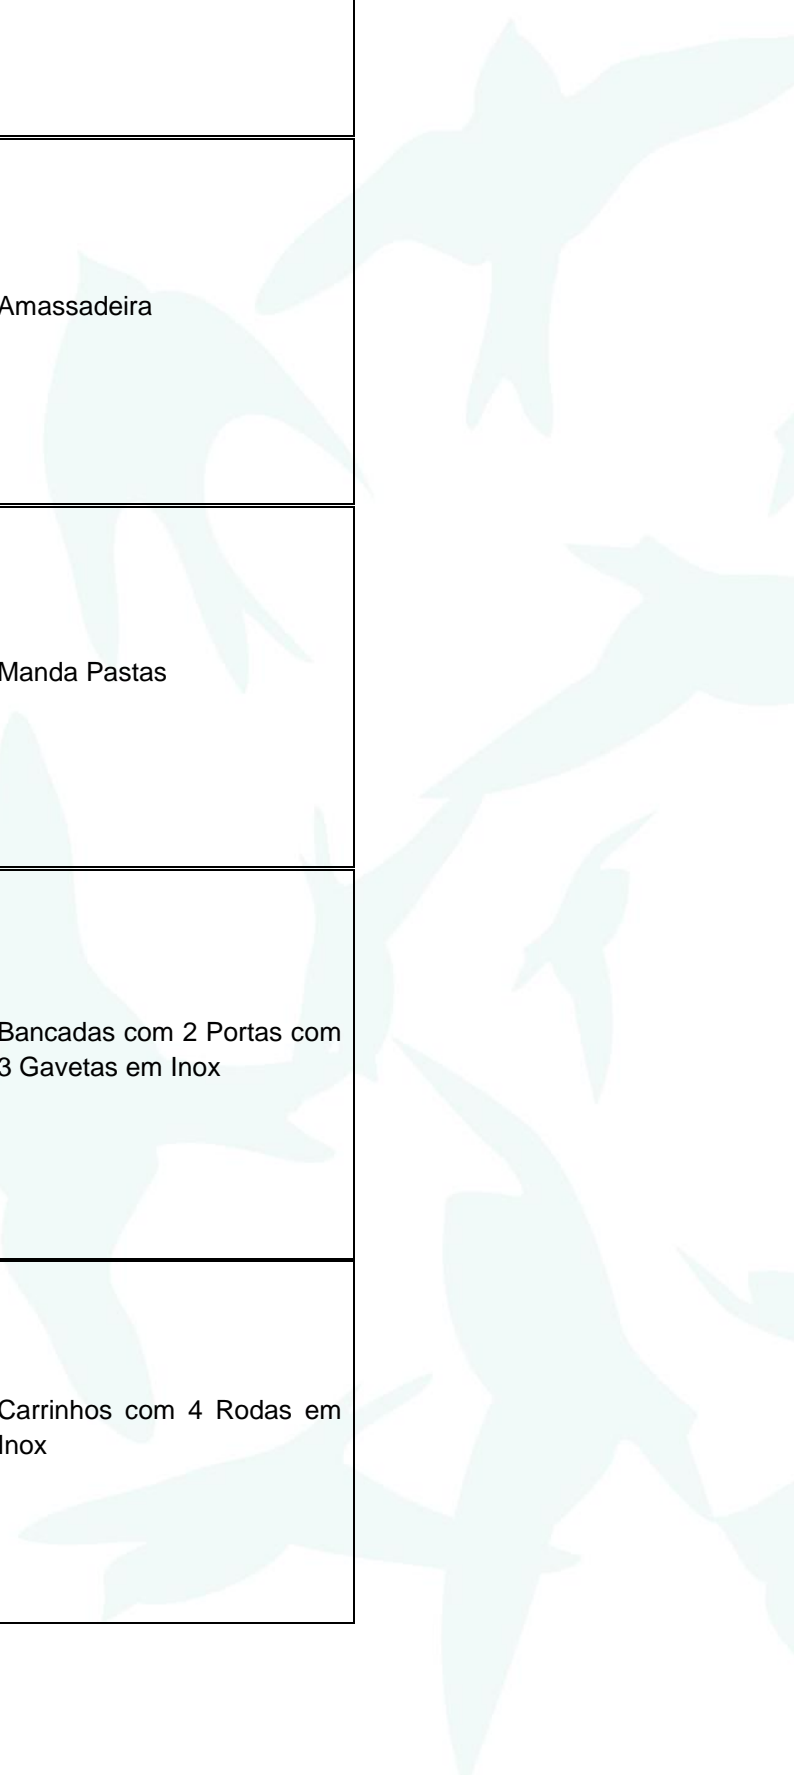 Amassadeira
Manda Pastas
Bancadas com 2 Portas com
3 Gavetas em Inox
Carrinhos com 4 Rodas em
Inox